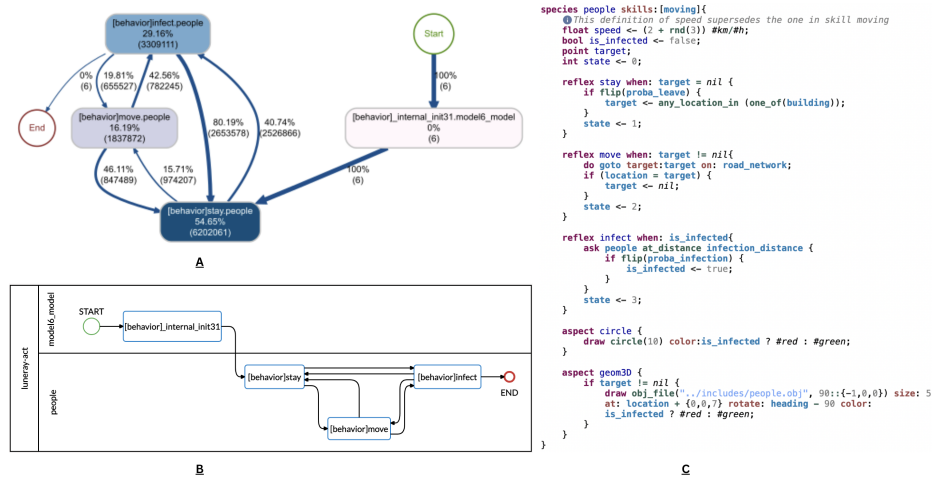 [behavior]infect.people
29.16%
(3309111)
Start
0%
(6)
19.81%
(655527)
42.56%
(782245)
100%
(6)
End
[behavior]move.people
16.19%
(1837872)
80.19%
(2653578)
40.74%
(2526866)
[behavior]_internal_init31.model6_model
0%
(6)
46.11%
(847489)
15.71%
(974207)
100%
(6)
[behavior]stay.people
54.65%
(6202061)
A
luneray-act
model6_model
START
[behavior]_internal_init31
people
[behavior]stay
[behavior]infect
END
[behavior]move
B
species people skills:[moving]{
This definition of speed supersedes the one in skill moving
float speed <- (2 + rnd(3)) #km/#h;
bool is_infected <- false;
point target;
int state <- 0;
reflex stay when: target = nil {
if flip(proba_leave) {
target <- any_location_in (one_of(building));
}
state <- 1;
}
reflex move when: target != nil{
do goto target:target on: road_network;
if (location = target) {
target <- nil;
}
state <- 2;
}
reflex infect when: is_infected{
ask people at_distance infection_distance {
if flip(proba_infection) {
is_infected <- true;
}
}
state <- 3;
}
aspect circle {
draw circle(10) color:is_infected ? #red : #green;
}
aspect geom3D {
if target != nil {
draw obj_file("../includes/people.obj", 90::{-1,0,0}) size: 5
at: location + {0,0,7} rotate: heading - 90 color:
is_infected ? #red : #green;
}
}
}
C